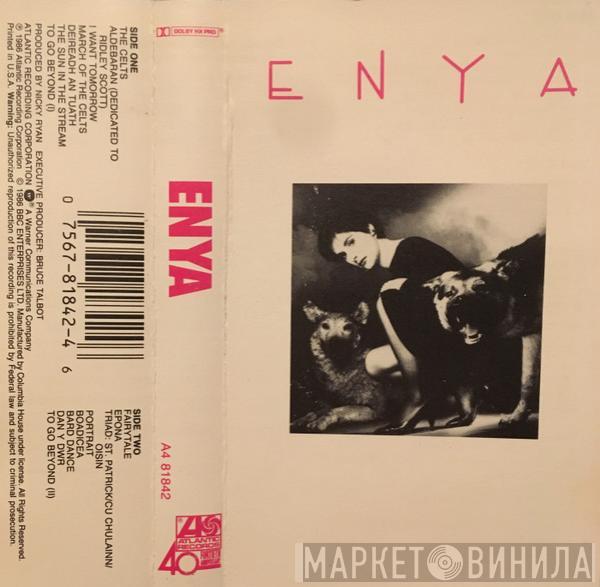 DOLBY HX PRO
SIDE ONE
THE CELTS
ALDEBARAN (DEDICATED TO
RIDLEY SCOTT)
I WANT TOMORROW
MARCH OF THE CELTS
DEIREADH AN TUATH
THE SUN IN THE STREAM
TO GO BEYOND (I)
SIDE TWO
FAIRYTALE
EPONA
TRIAD: ST. PATRICK/CU CHULAINN/
OISIN
PORTRAIT
BOADICEA
BARD DANCE
DAN Y DWR
TO GO BEYOND (II)
PRODUCED BY NICKY RYAN EXECUTIVE PRODUCER: BRUCE TALBOT
ATLANTIC RECORDING CORPORATION A Warner Communications Company
℗ 1986 Atlantic Recording Corporation © 1986 BBC ENTERPRISES LTD. Manufactured by Columbia House under license. All Rights Reserved.
Printed in U.S.A. Warning: Unauthorized reproduction of this recording is prohibited by Federal law and subject to criminal prosecution.
0 7567-81842-4 6
ENYA
A4 81842
ATLANTIC
RECORDS
40
ENYA
МАРКЕТ ВИНИЛА